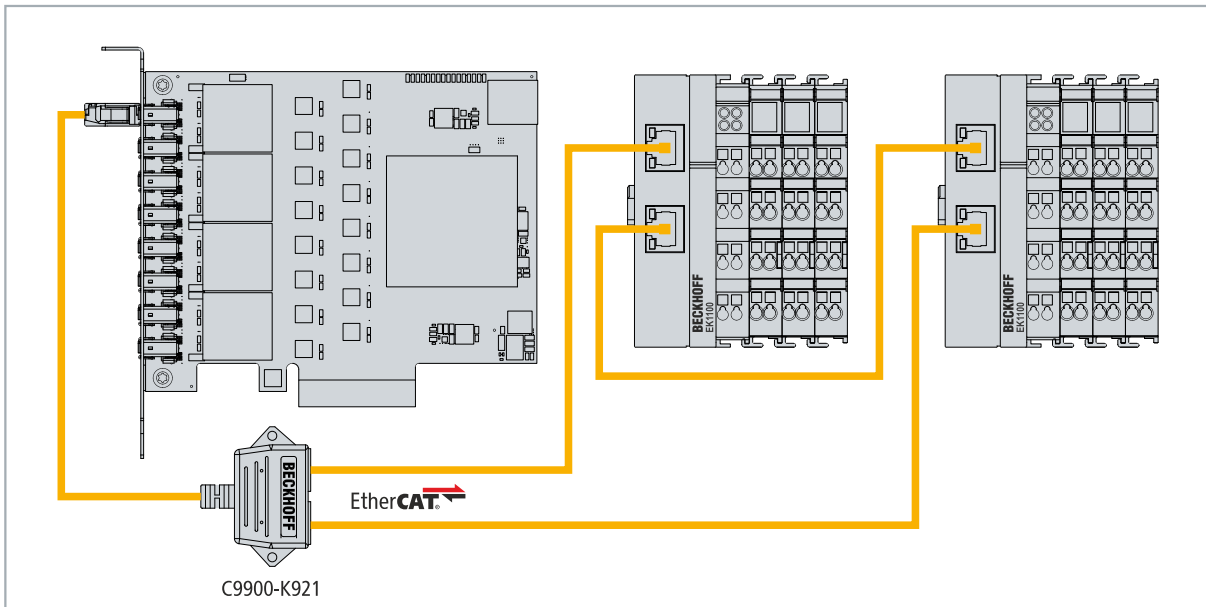 BECKHOFF
EK1100
BECKHOFF
EK1100
BECKHOFF
EtherCAT®
C9900-K921